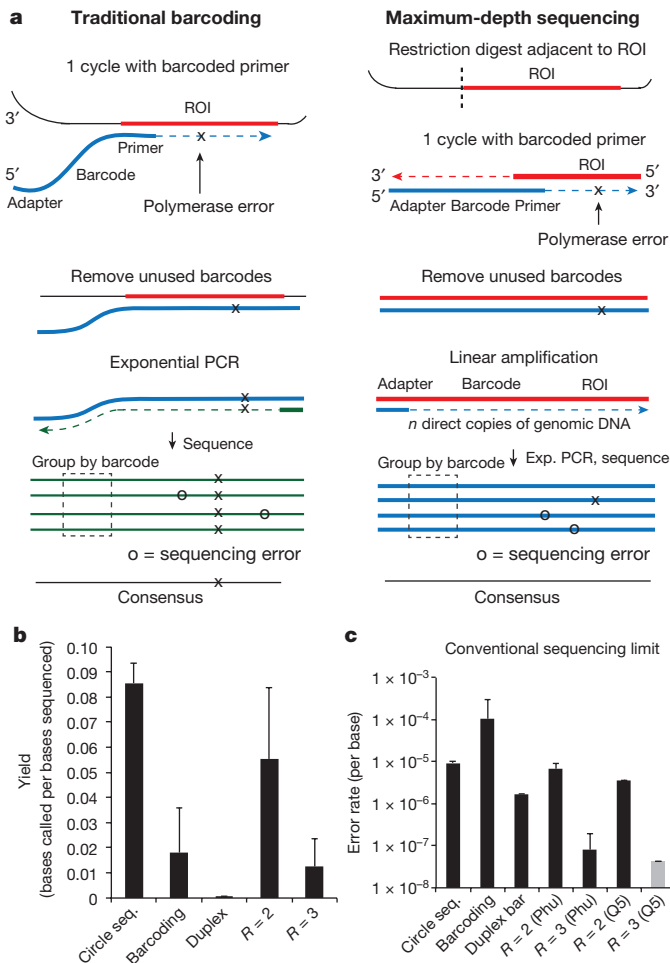 a
Traditional barcoding
1 cycle with barcoded primer
ROI
3′
Primer
x
5′
Barcode
Adapter
Polymerase error
Remove unused barcodes
x
Exponential PCR
x
x
Sequence
Group by barcode
x
o x
x o
x
o = sequencing error
x
Consensus
Maximum-depth sequencing
Restriction digest adjacent to ROI
ROI
1 cycle with barcoded primer
ROI
3′ 5′
5′ x 3′
Adapter Barcode Primer
Polymerase error
Remove unused barcodes
x
Linear amplification
Adapter Barcode ROI
n direct copies of genomic DNA
Group by barcode Exp. PCR, sequence
x
o
o
o = sequencing error
Consensus
b
Yield
(bases called per bases sequenced)
0.10
0.09
0.08
0.07
0.06
0.05
0.04
0.03
0.02
0.01
0
Circle seq.
Barcoding
Duplex
R = 2
R = 3
c
Conventional sequencing limit
Error rate (per base)
1 × 10⁻³
1 × 10⁻⁴
1 × 10⁻⁵
1 × 10⁻⁶
1 × 10⁻⁷
1 × 10⁻⁸
Circle seq.
Barcoding
Duplex bar
R = 2 (Phu)
R = 3 (Phu)
R = 2 (Q5)
R = 3 (Q5)